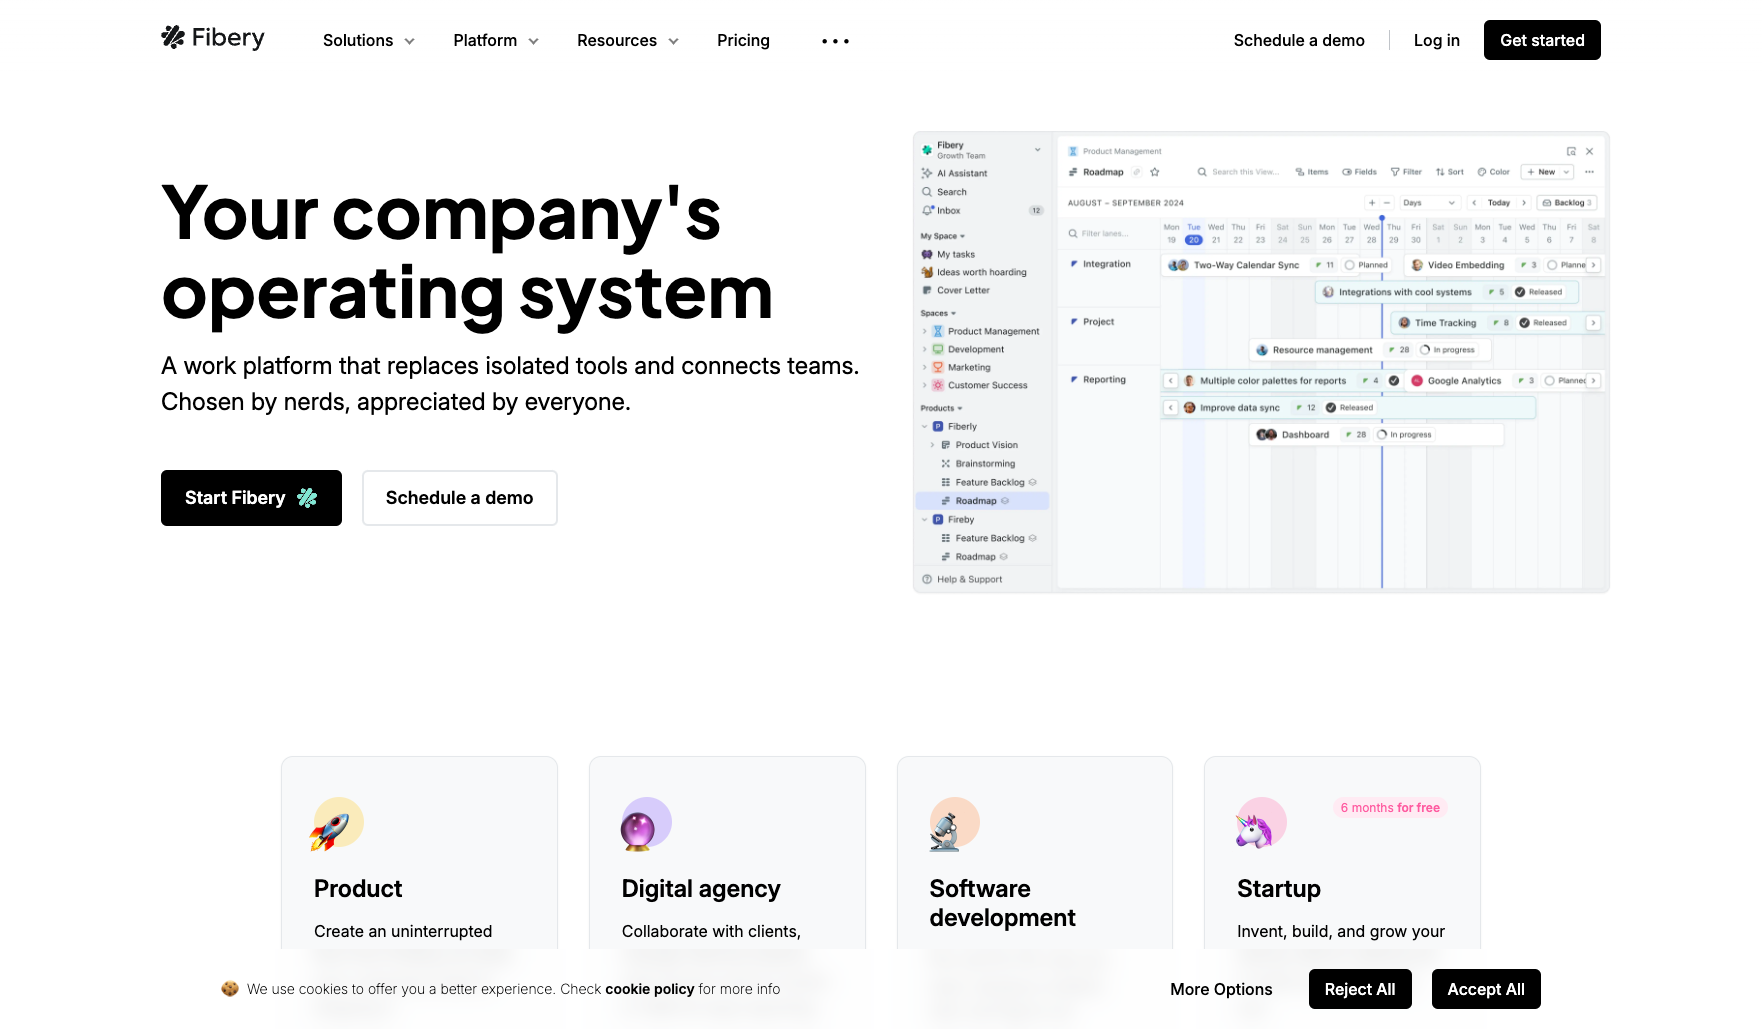 Fibery
Solutions
Platform
Resources
Pricing
Schedule a demo
Log in
Get started
Your company's
operating system
A work platform that replaces isolated tools and connects teams.
Chosen by nerds, appreciated by everyone.
Start Fibery
Schedule a demo
Fibery
Growth Team
AI Assistant
Search
Inbox 12
My Space
My tasks
Ideas worth hoarding
Cover Letter
Spaces
Product Management
Development
Marketing
Customer Success
Products
P Fiberly
Product Vision
Brainstorming
Feature Backlog
Roadmap
P Fireby
Feature Backlog
Roadmap
Help & Support
Product Management
Roadmap
Search this View...
Items
Fields
Filter
Sort
Color
+ New
AUGUST – SEPTEMBER 2024
+ –
Days
Today
Backlog 3
Filter lanes...
Mon Tue Wed Thu Fri Sat Sun Mon Tue Wed Thu Fri Sat Sun Mon Tue Wed Thu Fri Sat
19 20 21 22 23 24 25 26 27 28 29 30 1 2 3 4 5 6 7 8
Integration
Two-Way Calendar Sync 11 Planned
Video Embedding 3 Planne
Integrations with cool systems 5 Released
Project
Time Tracking 8 Released
Resource management 28 In progress
Reporting
Multiple color palettes for reports 4
Google Analytics 3 Planned
Improve data sync 12 Released
Dashboard 28 In progress
Product
Create an uninterrupted
Digital agency
Collaborate with clients,
Software
development
6 months for free
Startup
Invent, build, and grow your
We use cookies to offer you a better experience. Check cookie policy for more info
More Options
Reject All
Accept All